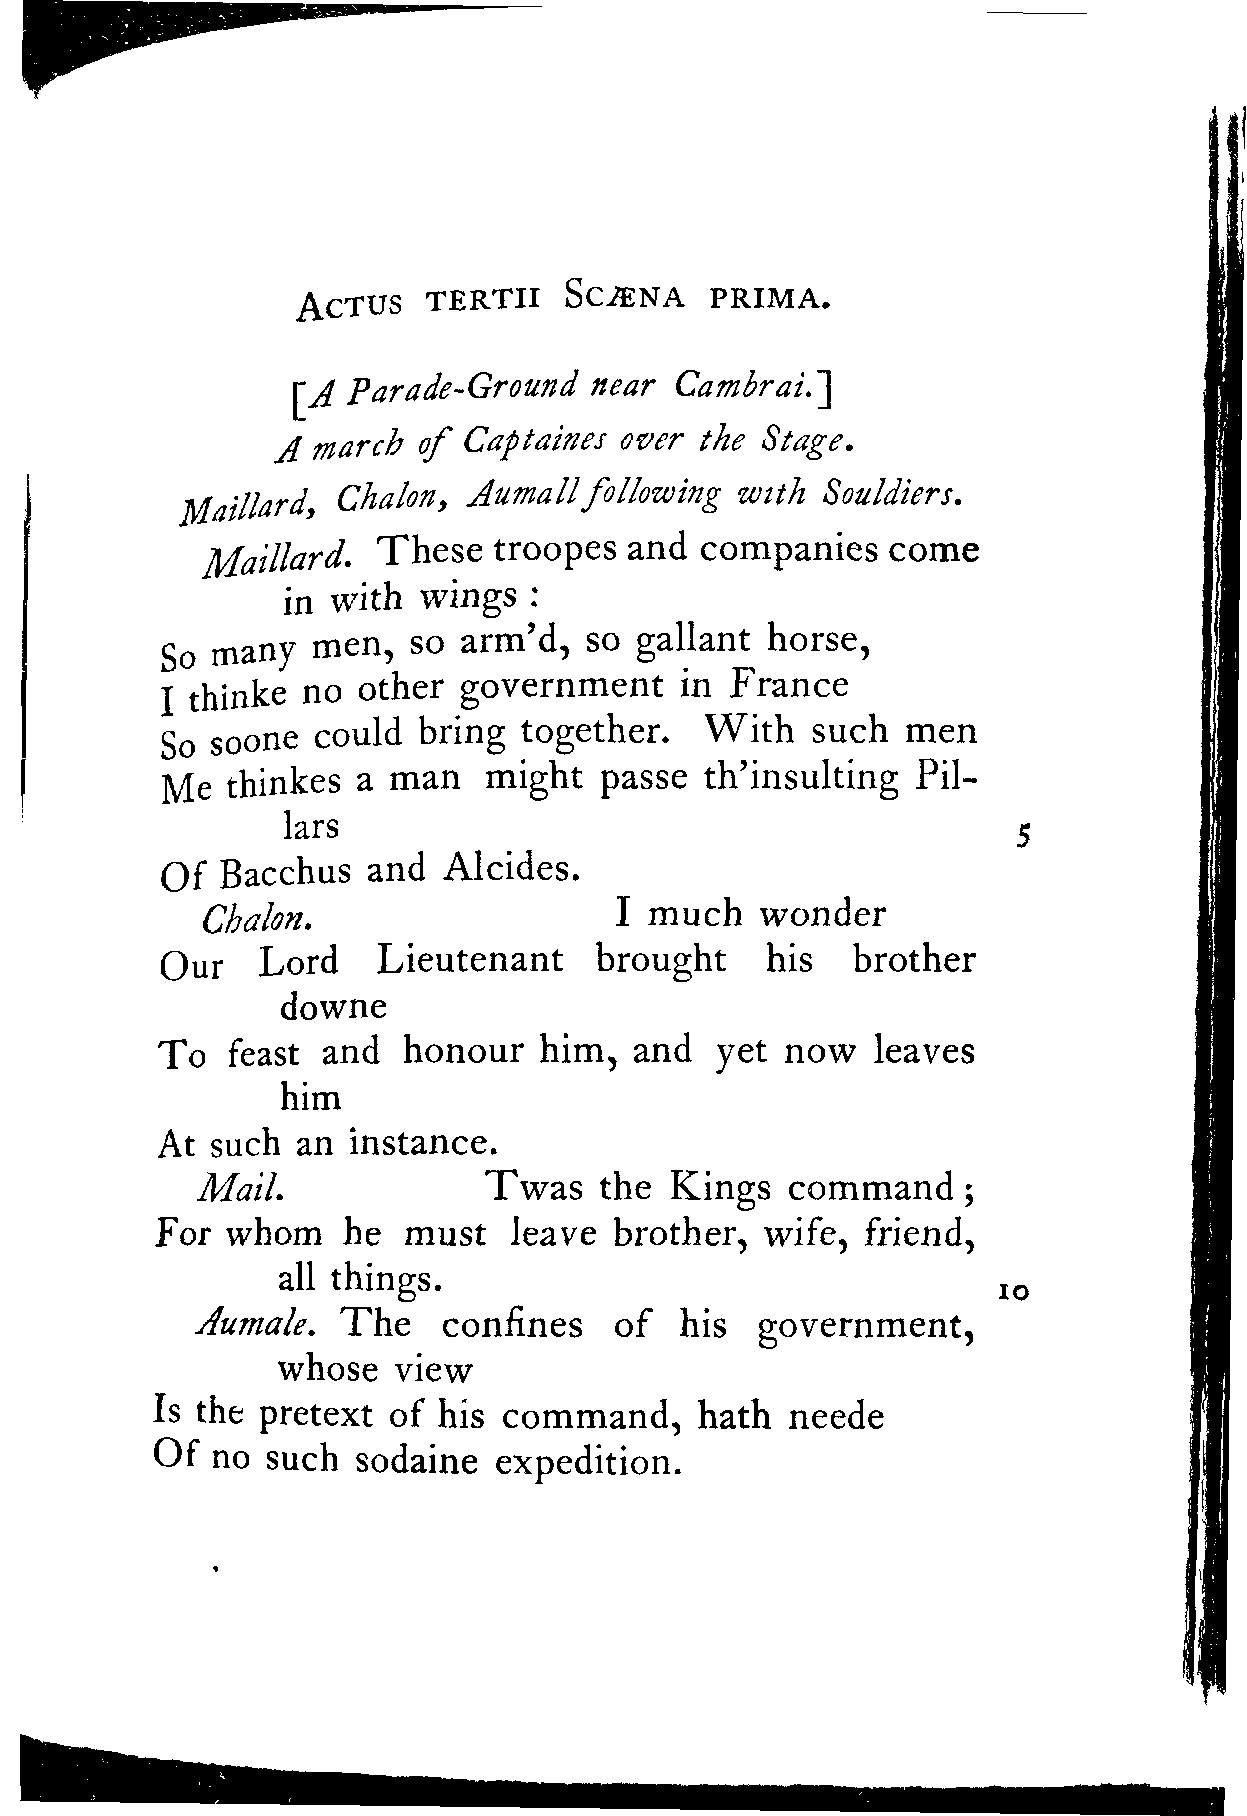 ACTUS TERTII SCÆNA PRIMA.
[A Parade-Ground near Cambrai.]
A march of Captaines over the Stage.
Maillard, Chalon, Aumall following with Souldiers.
Maillard. These troopes and companies come
in with wings :
So many men, so arm'd, so gallant horse,
I thinke no other government in France
So soone could bring together. With such men
Me thinkes a man might passe th'insulting Pil-
lars 5
Of Bacchus and Alcides.
Chalon. I much wonder
Our Lord Lieutenant brought his brother
downe
To feast and honour him, and yet now leaves
him
At such an instance.
Mail. Twas the Kings command ;
For whom he must leave brother, wife, friend,
all things. 10
Aumale. The confines of his government,
whose view
Is the pretext of his command, hath neede
Of no such sodaine expedition.